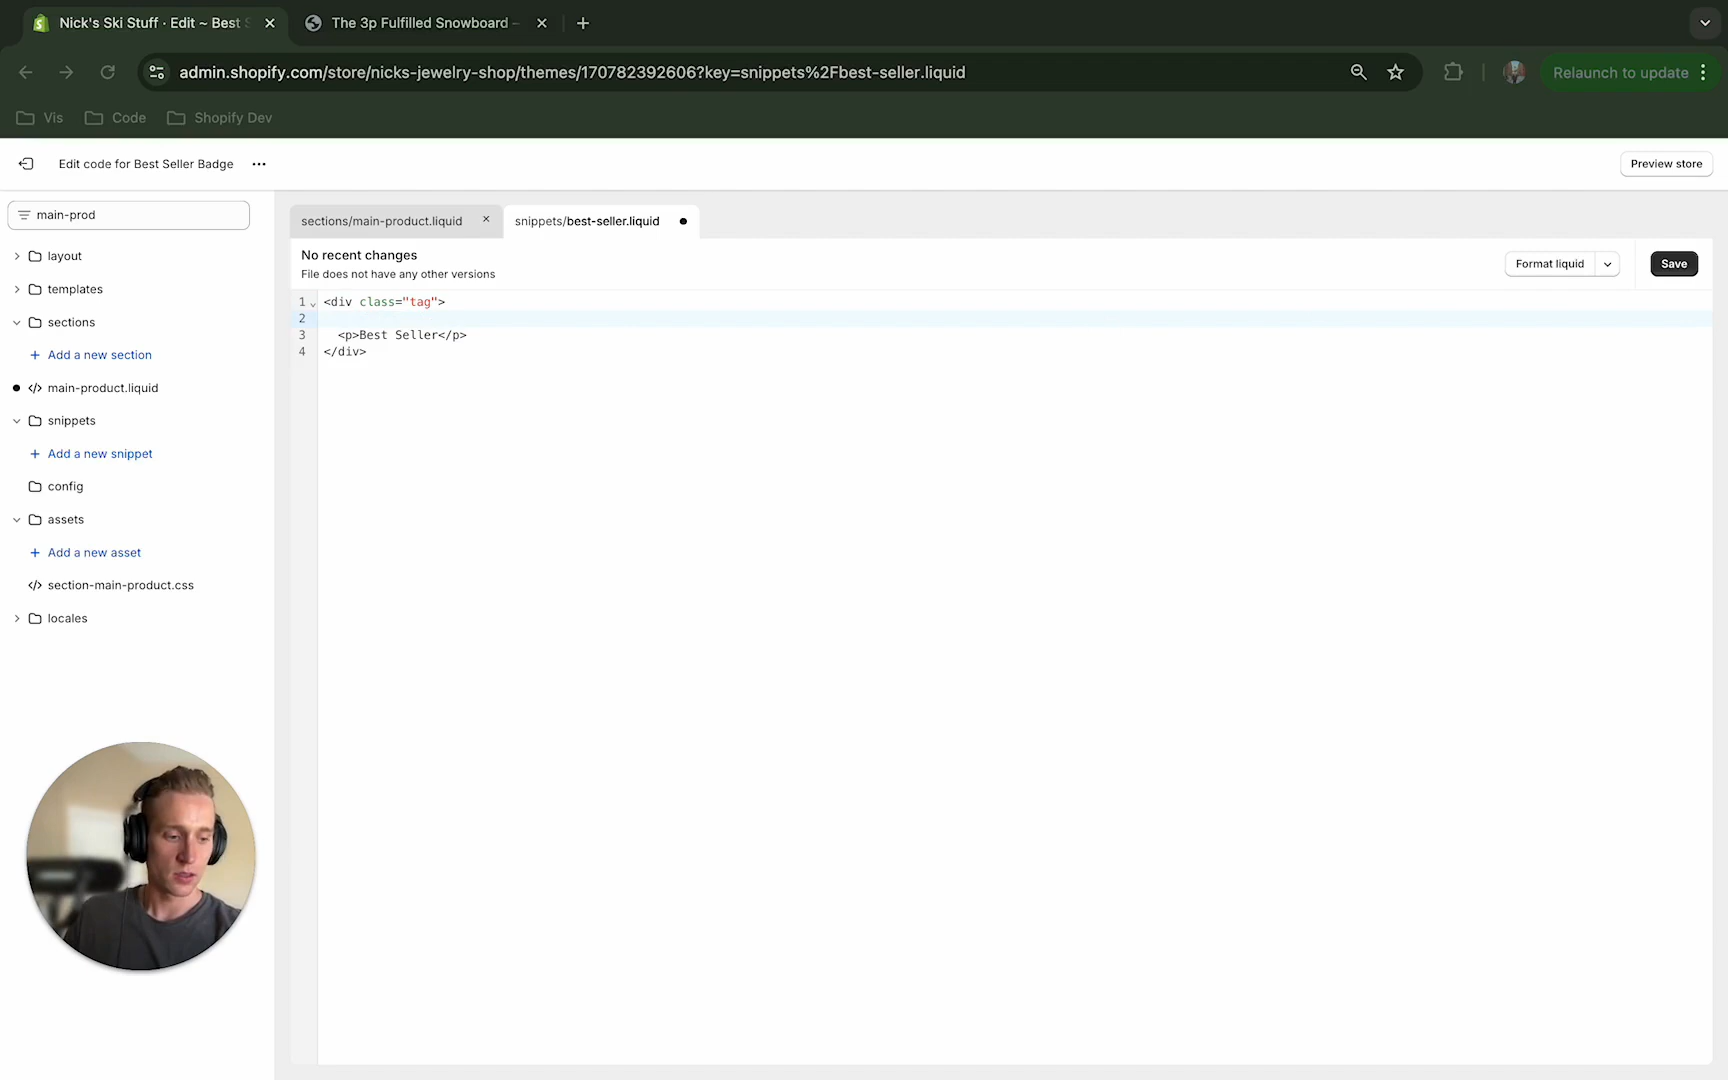 Nick's Ski Stuff · Edit ~ Best S
The 3p Fulfilled Snowboard –
admin.shopify.com/store/nicks-jewelry-shop/themes/170782392606?key=snippets%2Fbest-seller.liquid
Relaunch to update
Vis
Code
Shopify Dev
Edit code for Best Seller Badge
Preview store
main-prod
layout
templates
sections
Add a new section
main-product.liquid
snippets
Add a new snippet
config
assets
Add a new asset
section-main-product.css
locales
sections/main-product.liquid
snippets/best-seller.liquid
No recent changes
File does not have any other versions
Format liquid
Save
1 <div class="tag">
2
3 <p>Best Seller</p>
4 </div>